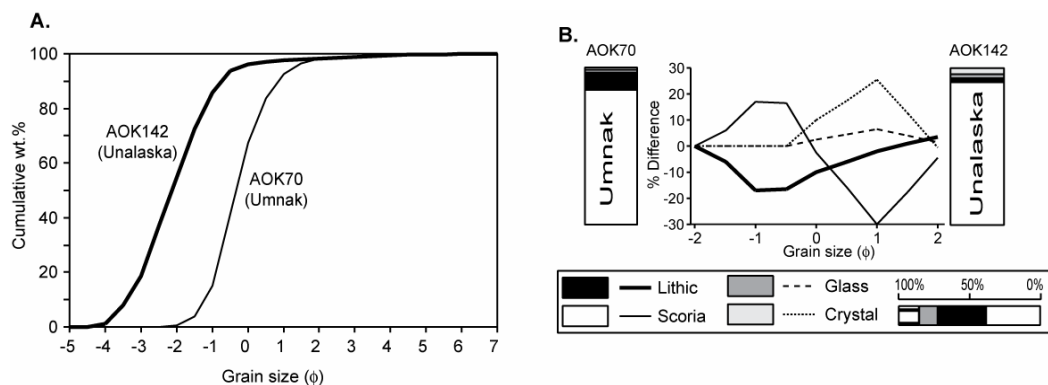 A.
100
80
60
40
20
0
Cumulative wt.%
AOK142
(Unalaska)
AOK70
(Umnak)
-5 -4 -3 -2 -1 0 1 2 3 4 5 6 7
Grain size (ϕ)
B.
AOK70
Umnak
30
20
10
0
-10
-20
-30
% Difference
-2 -1 0 1 2
Grain size (ϕ)
AOK142
Unalaska
Lithic
Glass
100% 50% 0%
Scoria
Crystal